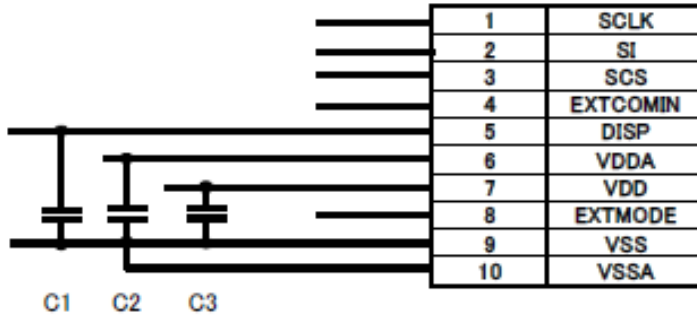 1 SCLK
2 SI
3 SCS
4 EXTCOMIN
5 DISP
6 VDDA
7 VDD
8 EXTMODE
9 VSS
10 VSSA
C1 C2 C3